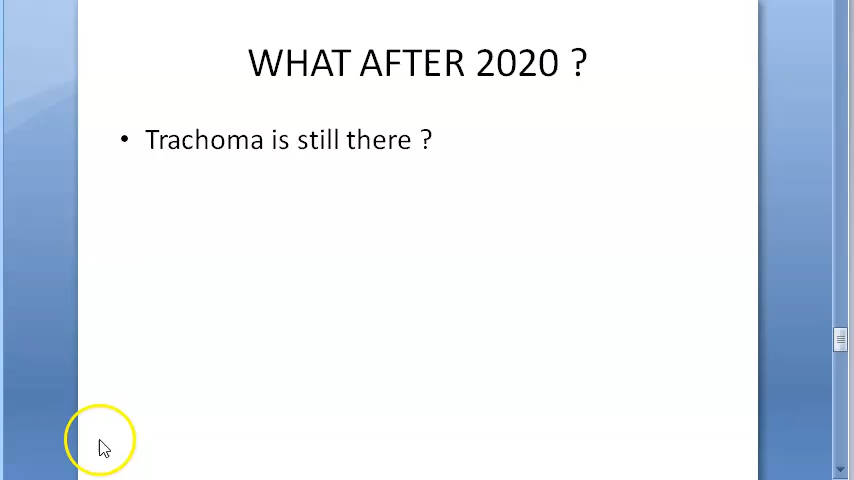 WHAT AFTER 2020 ?
• Trachoma is still there ?